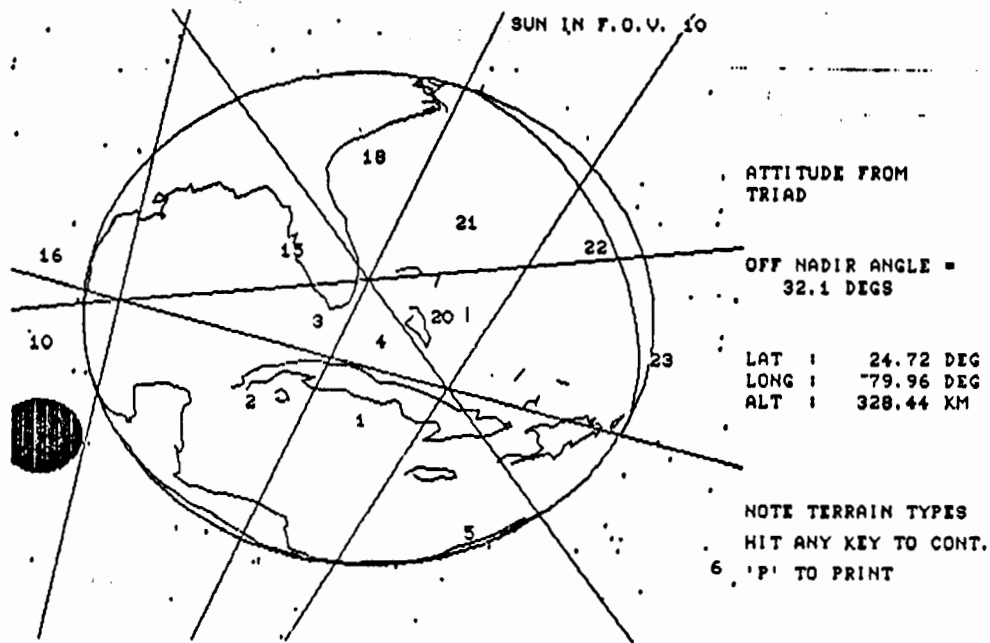 SUN IN F.O.V. 10
18
ATTITUDE FROM
TRIAD
21
16
15
22
OFF NADIR ANGLE =
32.1 DEGS
3
20
10
4
23
LAT : 24.72 DEG
LONG : -79.96 DEG
ALT : 328.44 KM
2
1
NOTE TERRAIN TYPES
5
HIT ANY KEY TO CONT.
6
'P' TO PRINT